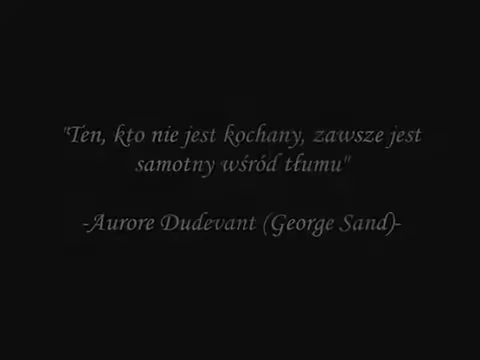 "Ten, kto nie jest kochany, zawsze jest
samotny wśród tłumu"
-Aurore Dudevant (George Sand)-